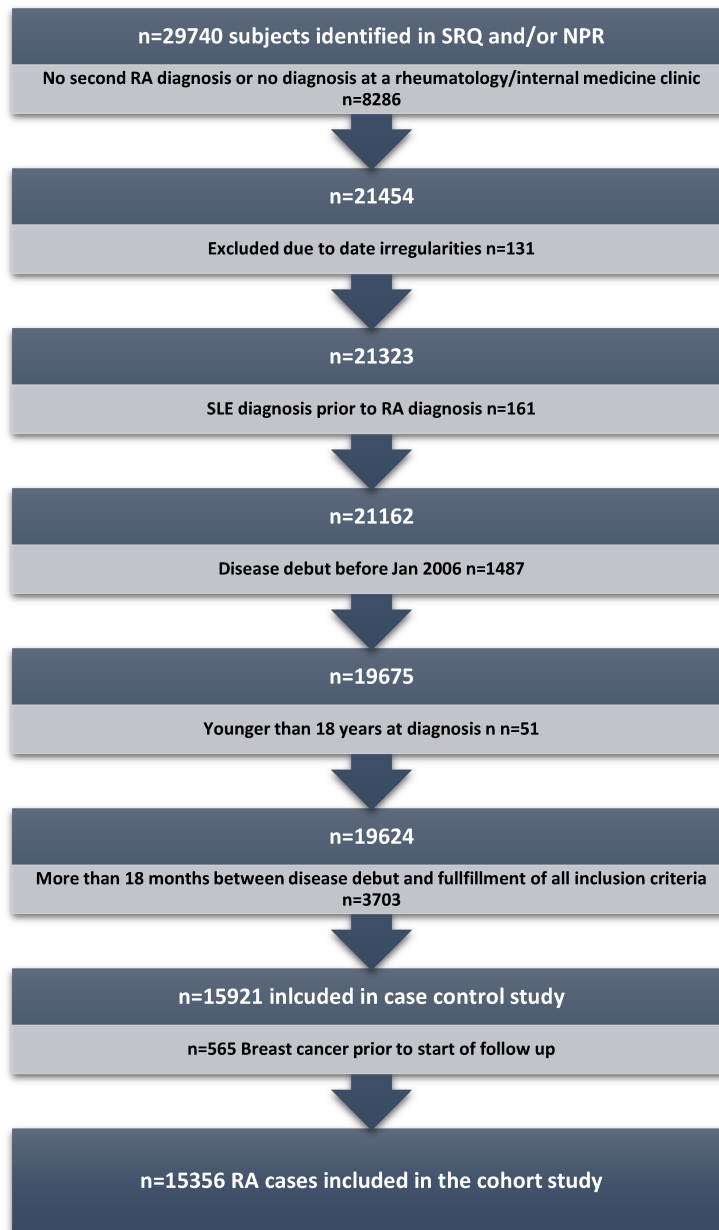 n=29740 subjects identified in SRQ and/or NPR
No second RA diagnosis or no diagnosis at a rheumatology/internal medicine clinic
n=8286
n=21454
Excluded due to date irregularities n=131
n=21323
SLE diagnosis prior to RA diagnosis n=161
n=21162
Disease debut before Jan 2006 n=1487
n=19675
Younger than 18 years at diagnosis n n=51
n=19624
More than 18 months between disease debut and fullfillment of all inclusion criteria
n=3703
n=15921 inlcuded in case control study
n=565 Breast cancer prior to start of follow up
n=15356 RA cases included in the cohort study